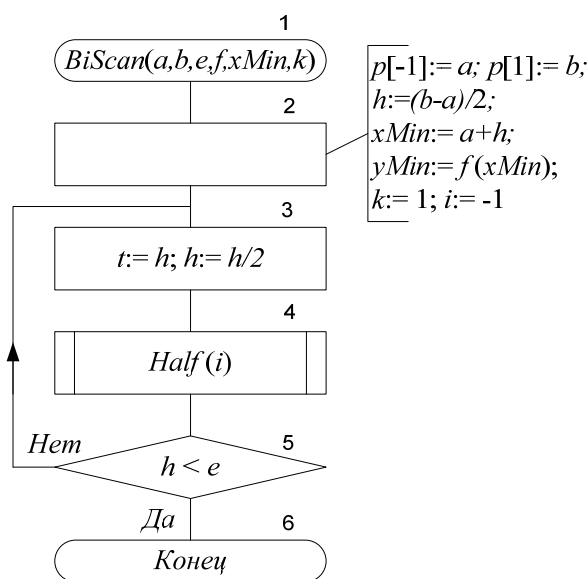 1
BiScan(a,b,e,f,xMin,k)
2
p[-1]:= a; p[1]:= b;
h:=(b-a)/2;
xMin:= a+h;
yMin:= f(xMin);
k:= 1; i:= -1
3
t:= h; h:= h/2
4
Half(i)
5
Нет
h < e
Да
6
Конец